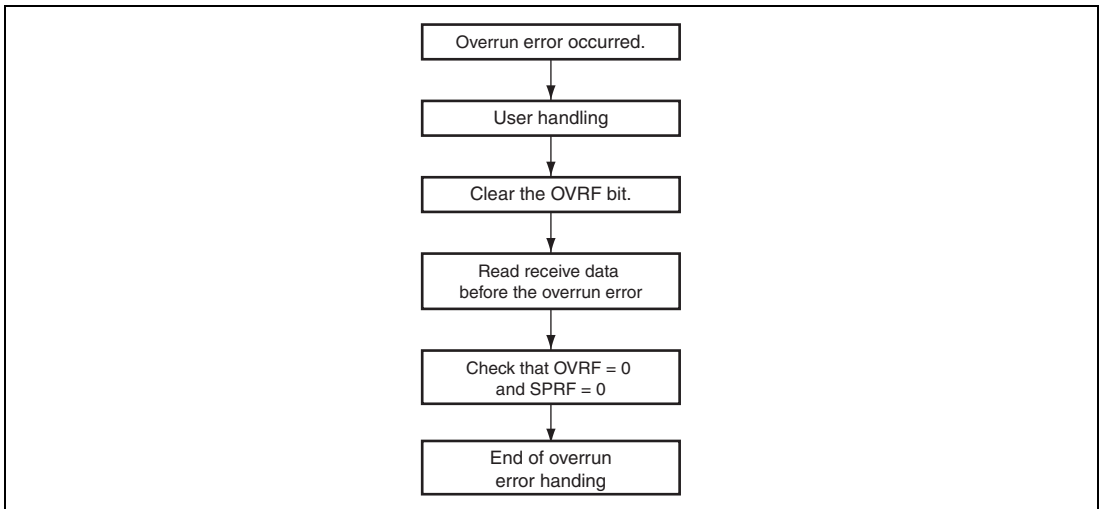 Overrun error occurred.
User handling
Clear the OVRF bit.
Read receive data
before the overrun error
Check that OVRF = 0
and SPRF = 0
End of overrun
error handing